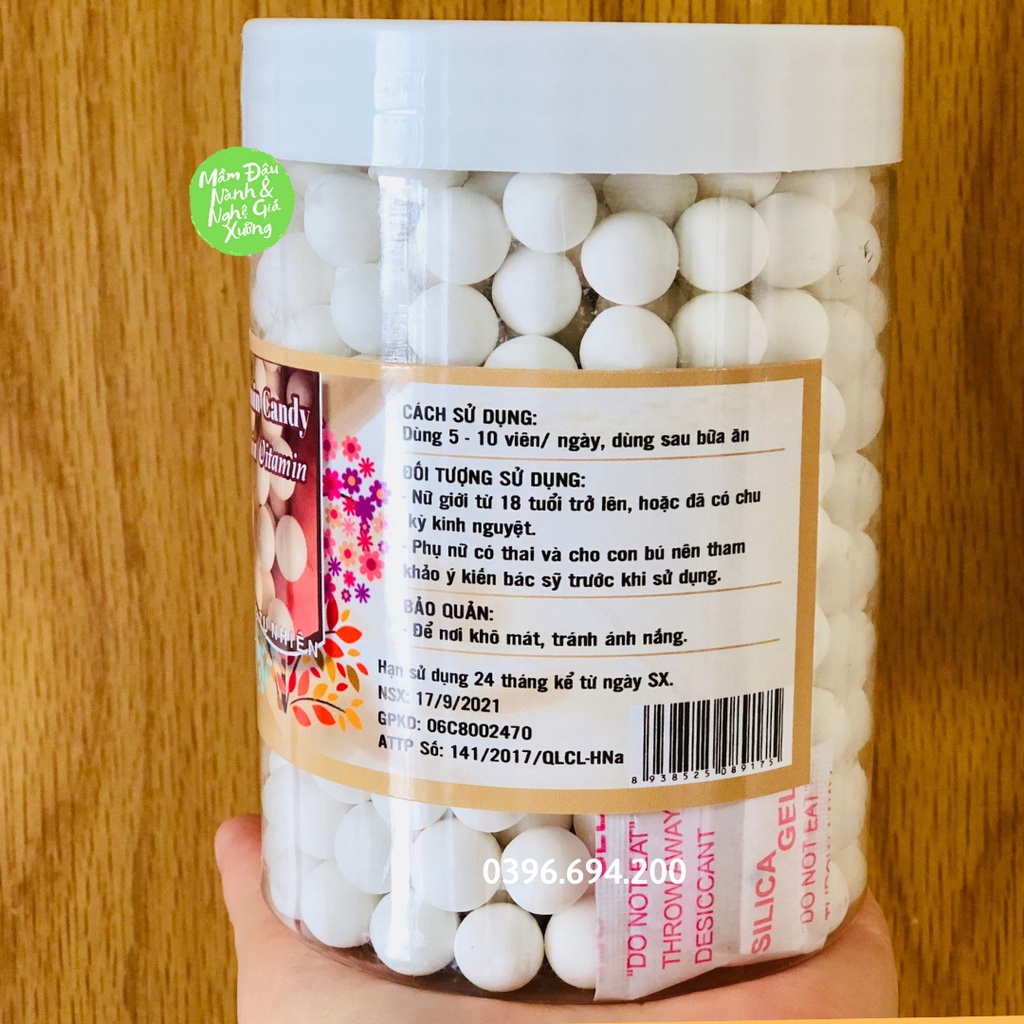 Mầm Đậu
Nành &
Nghệ Giá
Xưởng
Candy
Vitamin
NHIÊN
CÁCH SỬ DỤNG:
Dùng 5 - 10 viên/ ngày, dùng sau bữa ăn
ĐỐI TƯỢNG SỬ DỤNG:
- Nữ giới từ 18 tuổi trở lên, hoặc đã có chu
kỳ kinh nguyệt.
- Phụ nữ có thai và cho con bú nên tham
khảo ý kiến bác sỹ trước khi sử dụng.
BẢO QUẢN:
- Để nơi khô mát, tránh ánh nắng.
Hạn sử dụng 24 tháng kể từ ngày SX.
NSX: 17/9/2021
GPKD: 06C8002470
ATTP Số: 141/2017/QLCL-HNa
8 938525 089175
0396.694.200
"DO NOT EAT"
THROW AWAY
DESICCANT
SILICA GEL
"DO NOT EAT"